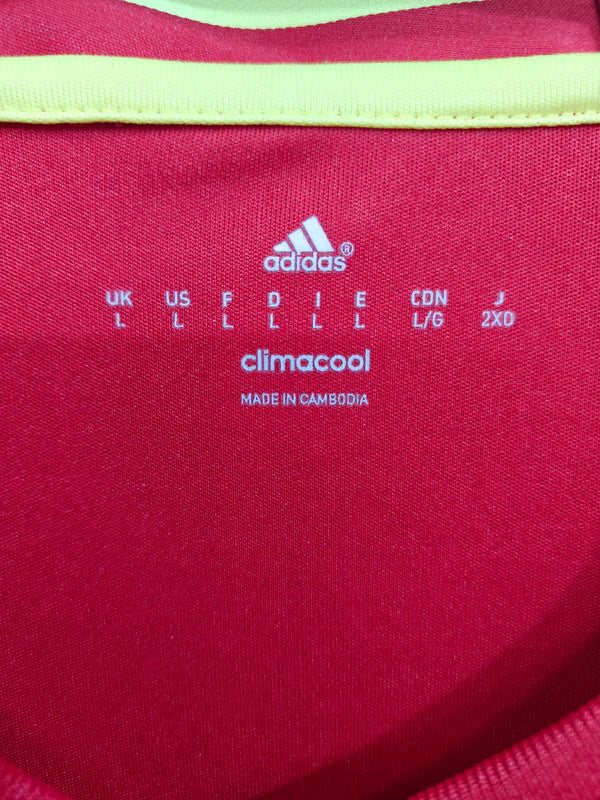 adidas®
UK US F D I E CDN J
L L L L L L L/G 2XO
climacool
MADE IN CAMBODIA